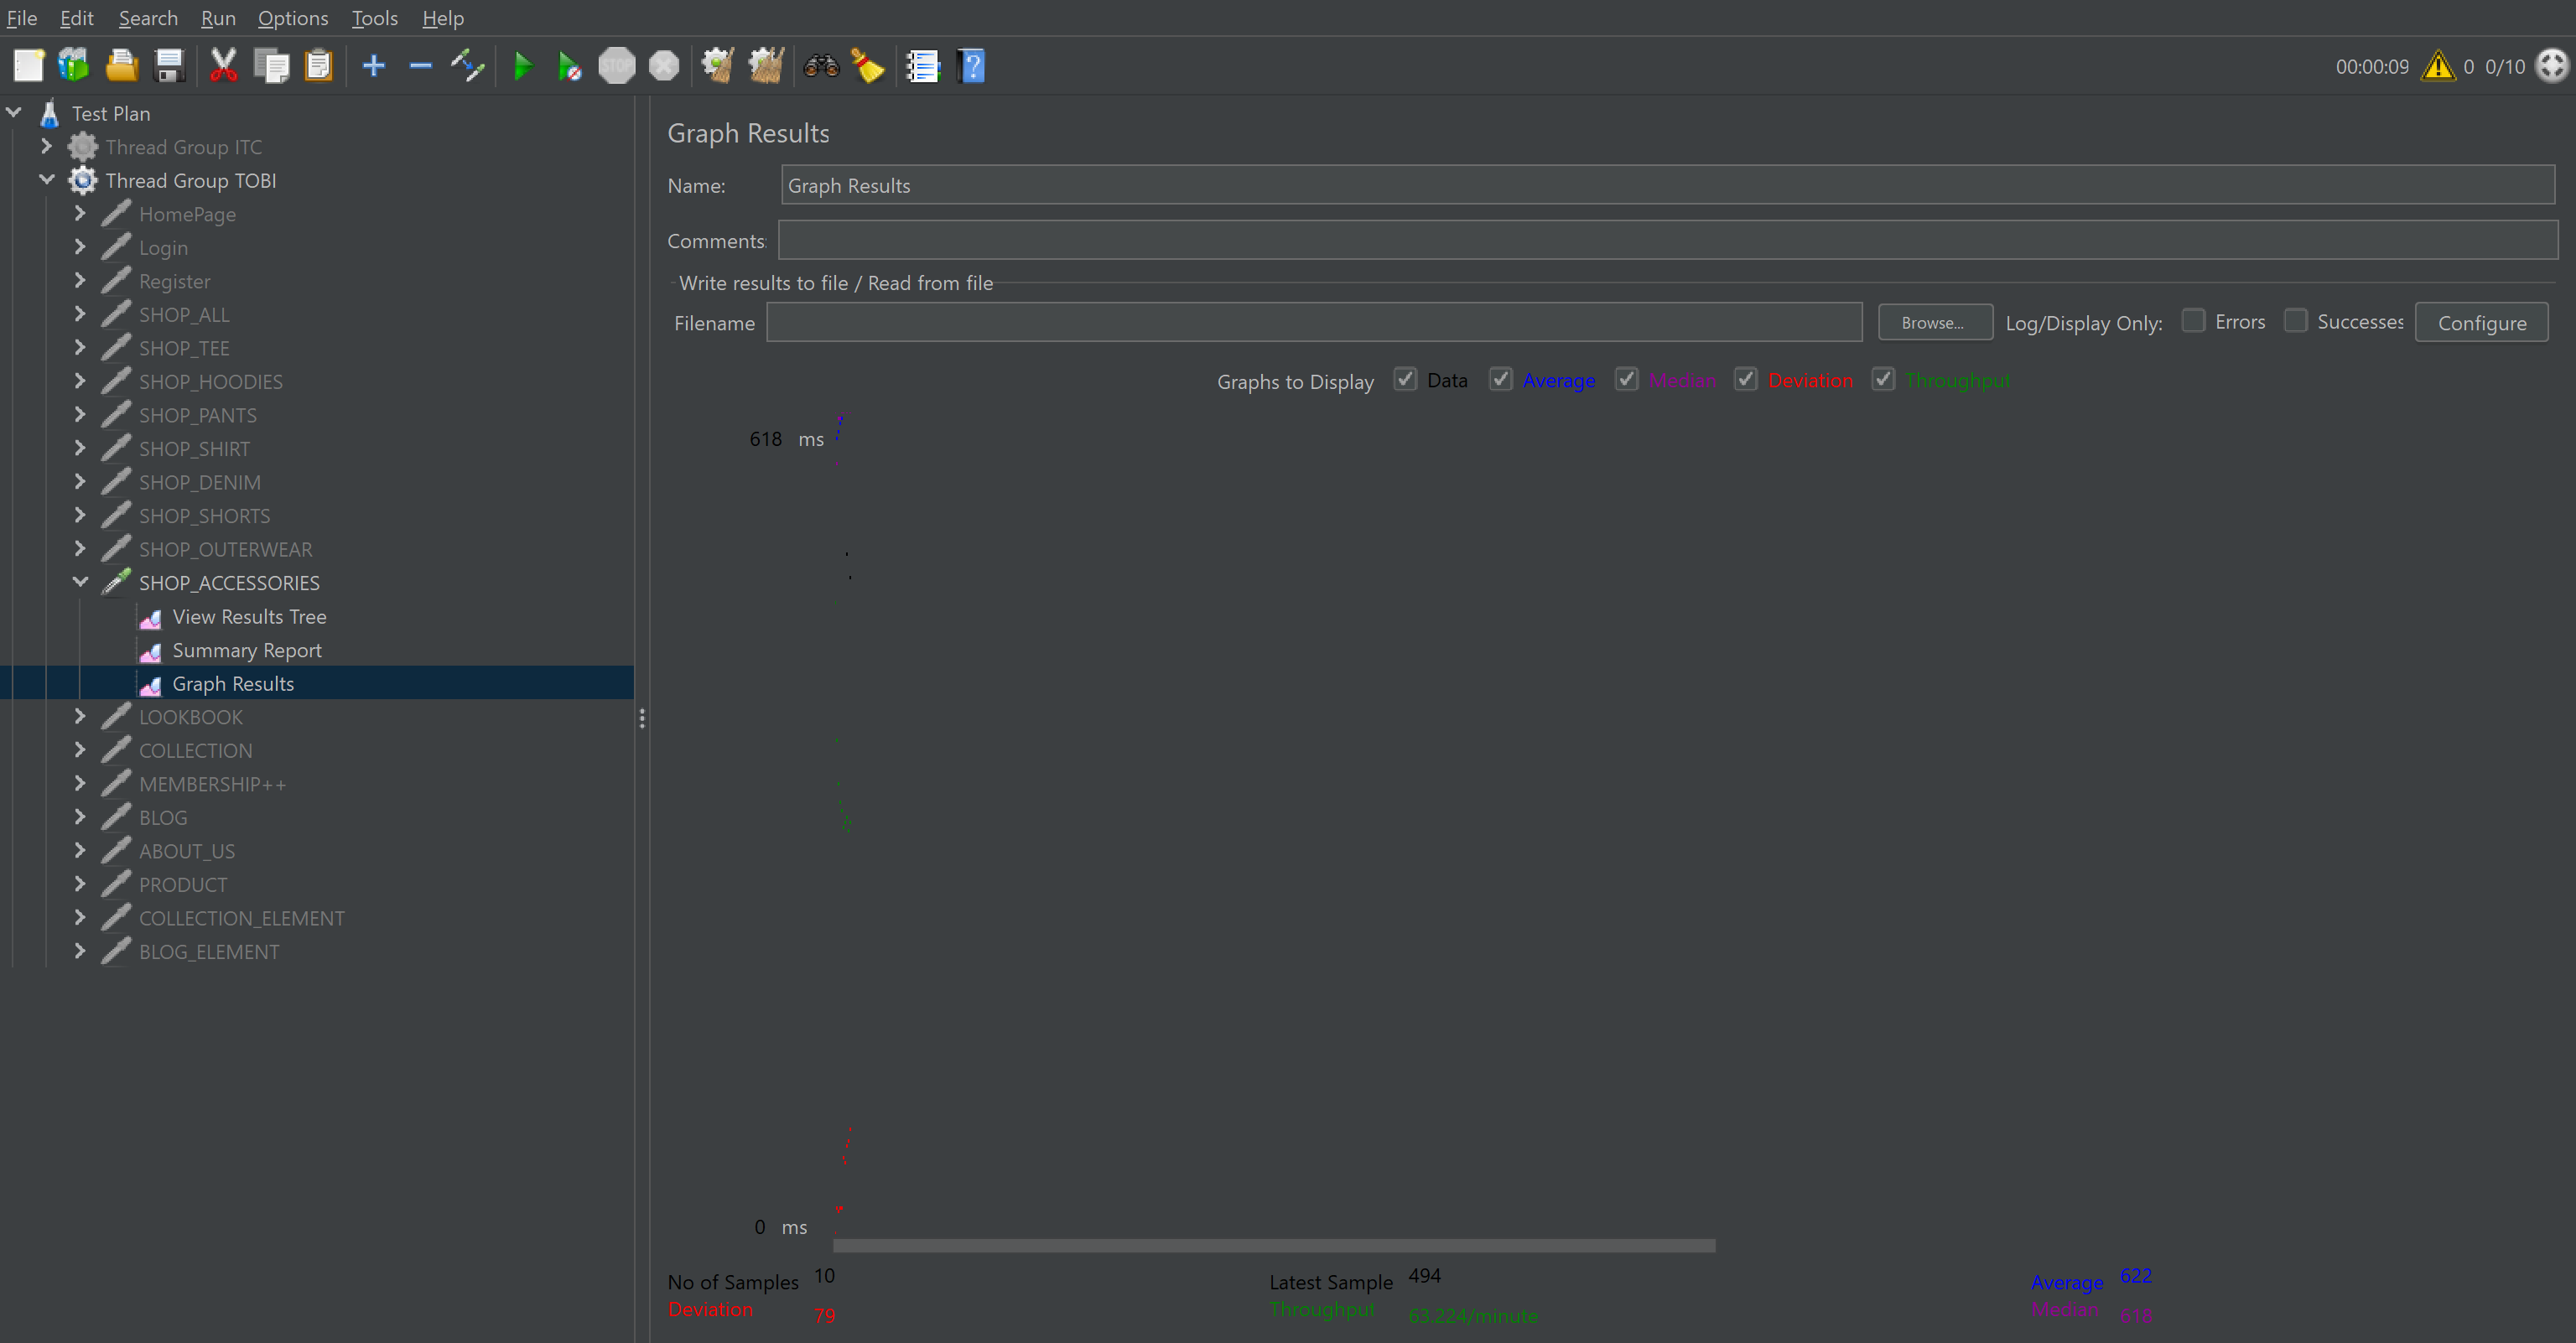 File Edit Search Run Options Tools Help
STOP
00:00:09 0 0/10
Test Plan
Thread Group ITC
Thread Group TOBI
HomePage
Login
Register
SHOP_ALL
SHOP_TEE
SHOP_HOODIES
SHOP_PANTS
SHOP_SHIRT
SHOP_DENIM
SHOP_SHORTS
SHOP_OUTERWEAR
SHOP_ACCESSORIES
View Results Tree
Summary Report
Graph Results
LOOKBOOK
COLLECTION
MEMBERSHIP++
BLOG
ABOUT_US
PRODUCT
COLLECTION_ELEMENT
BLOG_ELEMENT
Graph Results
Name: Graph Results
Comments:
Write results to file / Read from file
Filename Browse... Log/Display Only: Errors Successes Configure
Graphs to Display Data Average Median Deviation Throughput
618 ms
0 ms
No of Samples 10 Latest Sample 494 Average 622
Deviation 79 Throughput 63.224/minute Median 618